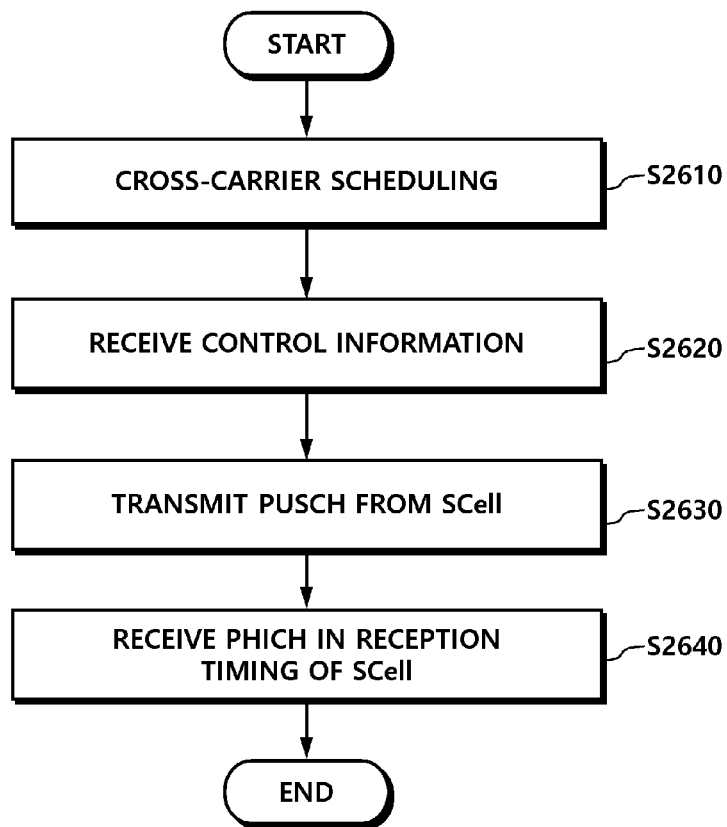 START
CROSS-CARRIER SCHEDULING
S2610
RECEIVE CONTROL INFORMATION
S2620
TRANSMIT PUSCH FROM SCell
S2630
RECEIVE PHICH IN RECEPTION
TIMING OF SCell
S2640
END